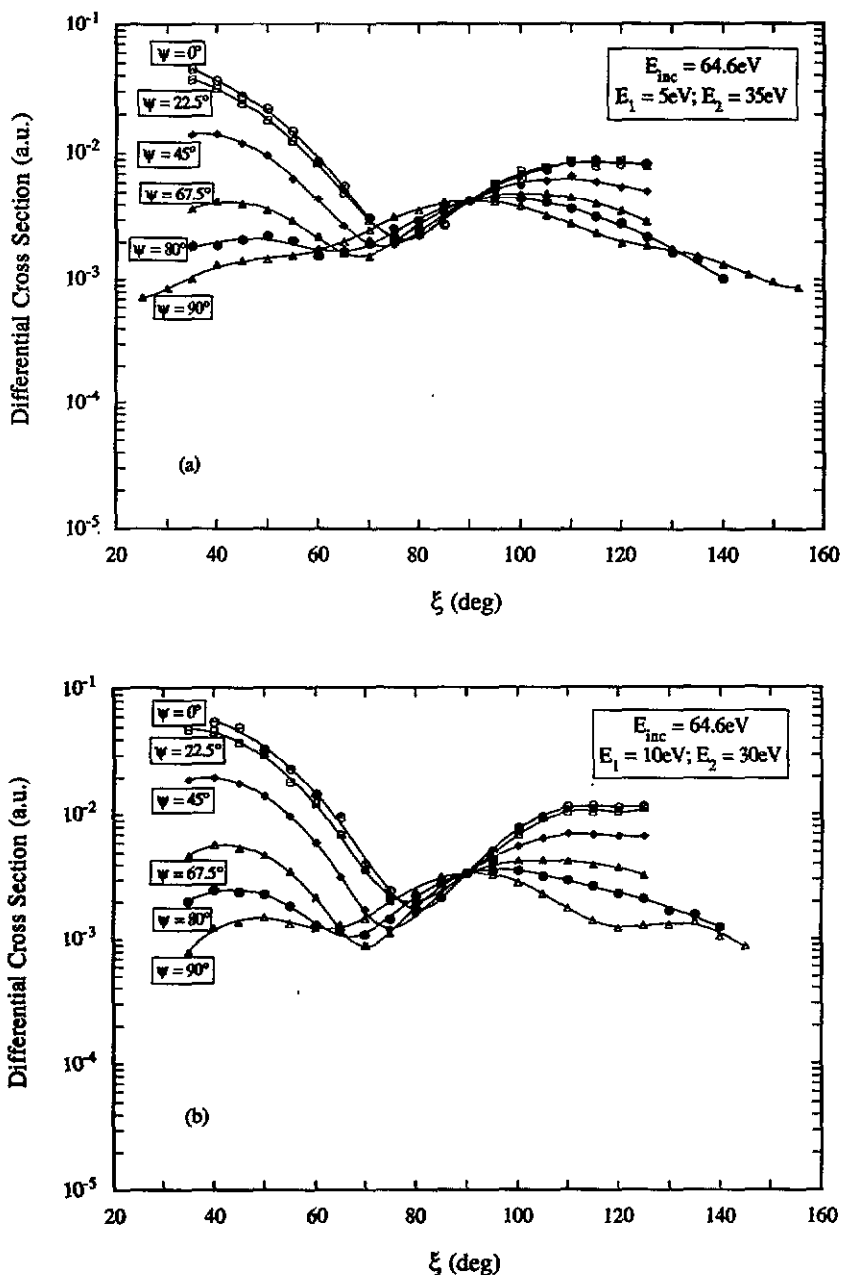 10⁻¹
10⁻²
10⁻³
10⁻⁴
10⁻⁵
Differential Cross Section (a.u.)
ψ = 0°
ψ = 22.5°
ψ = 45°
ψ = 67.5°
ψ = 80°
ψ = 90°
E_inc = 64.6eV
E_1 = 5eV; E_2 = 35eV
(a)
20 40 60 80 100 120 140 160
ξ (deg)
10⁻¹
10⁻²
10⁻³
10⁻⁴
10⁻⁵
Differential Cross Section (a.u.)
ψ = 0°
ψ = 22.5°
ψ = 45°
ψ = 67.5°
ψ = 80°
ψ = 90°
E_inc = 64.6eV
E_1 = 10eV; E_2 = 30eV
(b)
20 40 60 80 100 120 140 160
ξ (deg)